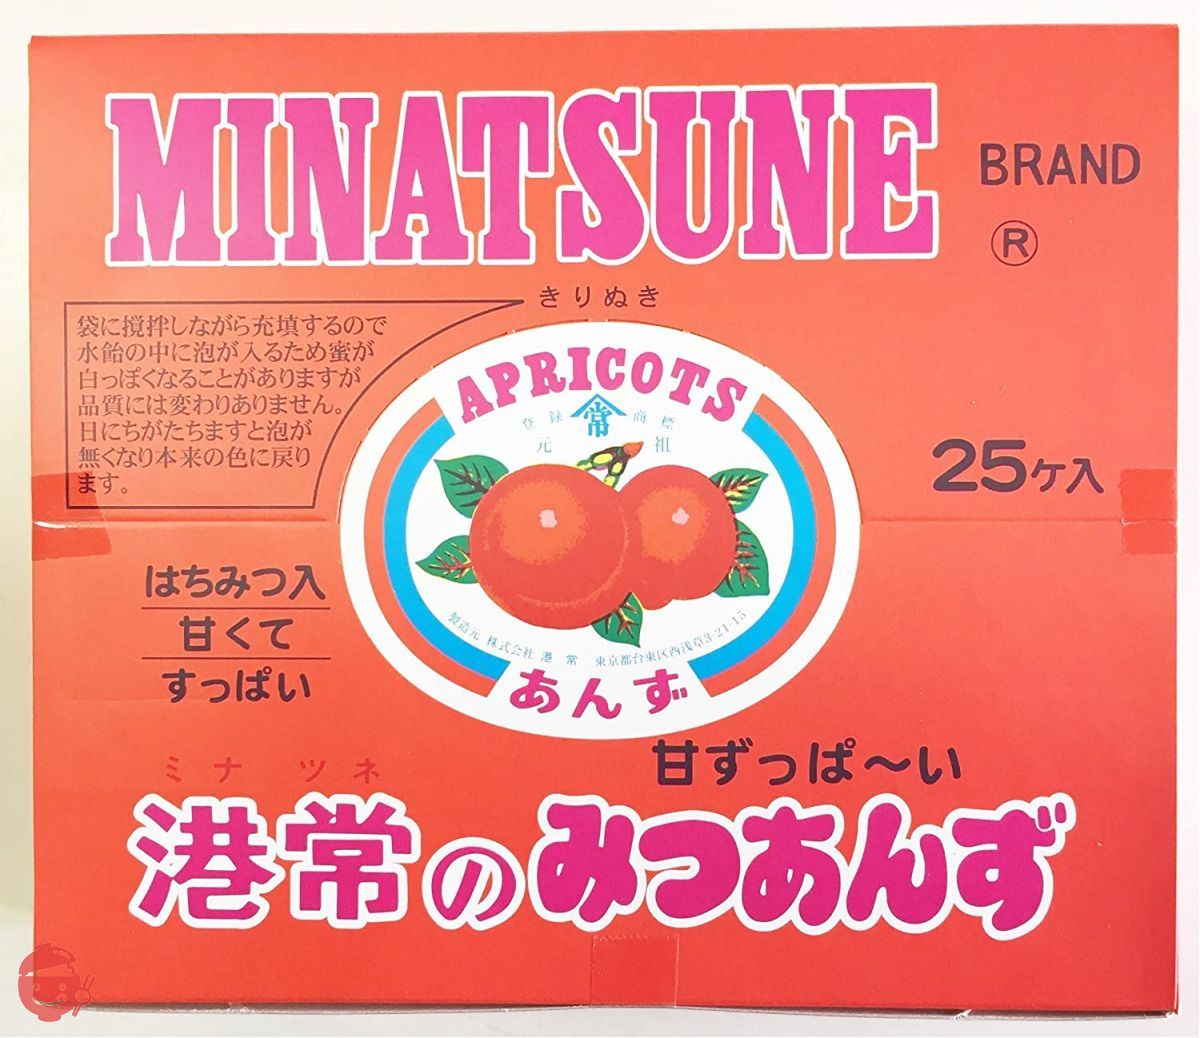 MINATSUNE
BRAND
®
きりぬき
袋に撹拌しながら充填するので
水飴の中に泡が入るため蜜が
白っぽくなることがありますが
品質には変わりありません。
日にちがたちますと泡が
無くなり本来の色に戻り
ます。
APRICOTS
登録 常 商標
元祖
25ケ入
はちみつ入
甘くて
すっぱい
製造元 株式会社 港常 東京都台東区西浅草3-21-15
あんず
甘ずっぱ～い
ミナツネ
港常のみつあんず